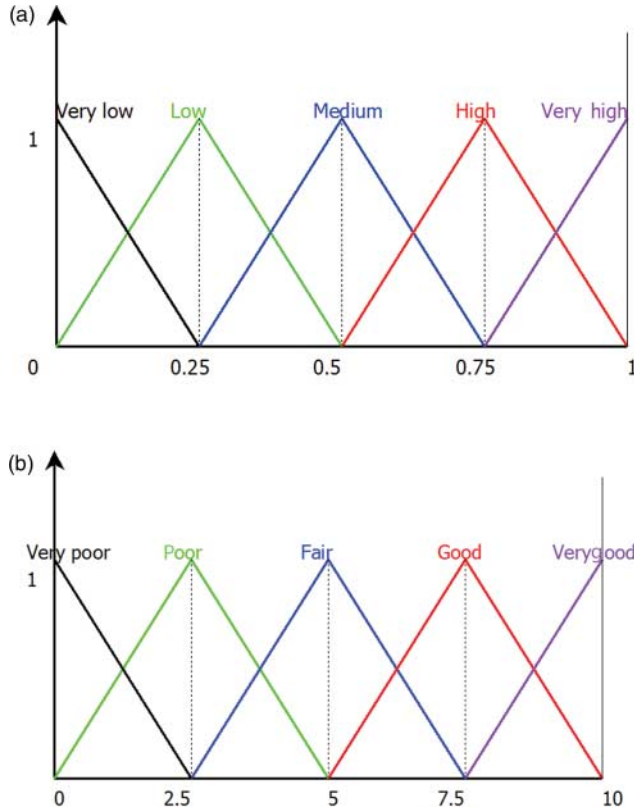 (a)
Very low Low Medium High Very high
1
0 0.25 0.5 0.75 1
(b)
Very poor Poor Fair Good Verygood
1
0 2.5 5 7.5 10